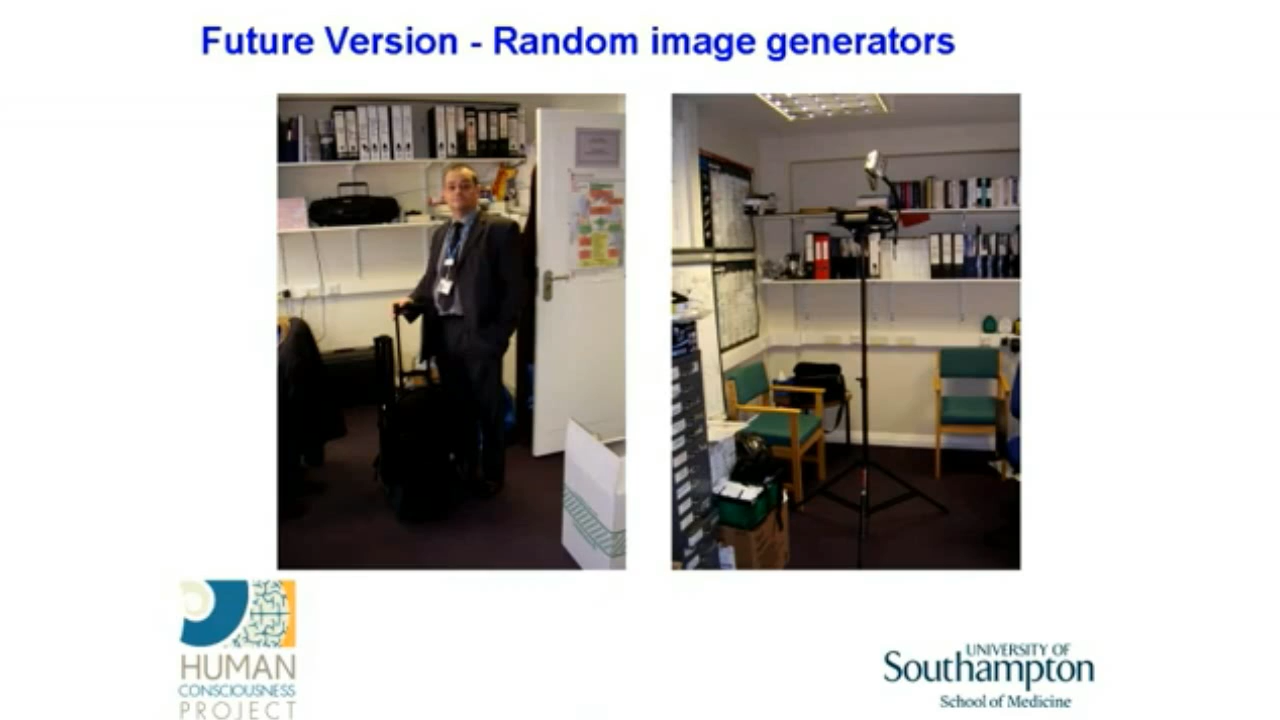 Future Version - Random image generators
HUMAN
CONSCIOUSNESS
PROJECT
UNIVERSITY OF
Southampton
School of Medicine